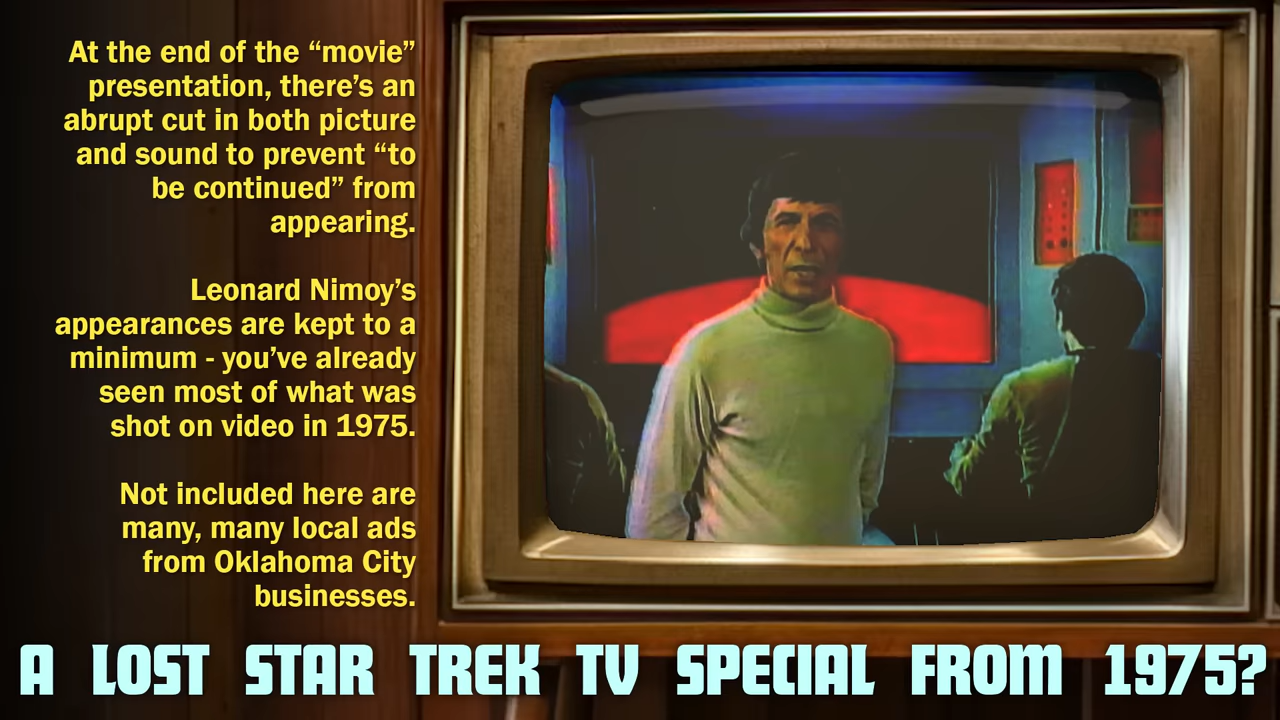 At the end of the “movie”
presentation, there’s an
abrupt cut in both picture
and sound to prevent “to
be continued” from
appearing.
Leonard Nimoy’s
appearances are kept to a
minimum - you’ve already
seen most of what was
shot on video in 1975.
Not included here are
many, many local ads
from Oklahoma City
businesses.
A LOST STAR TREK TV SPECIAL FROM 1975?